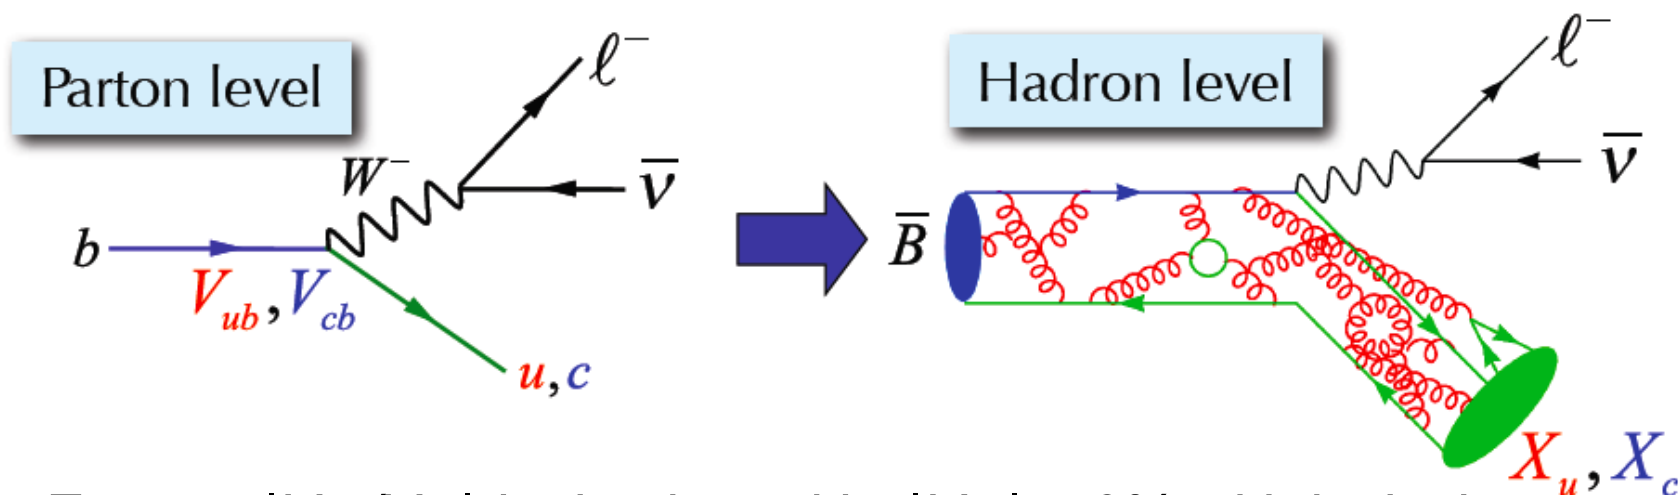 Parton level
ℓ⁻
W⁻
ν̅
b
V_ub, V_cb
u,c
Hadron level
ℓ⁻
ν̅
B̅
X_u, X_c